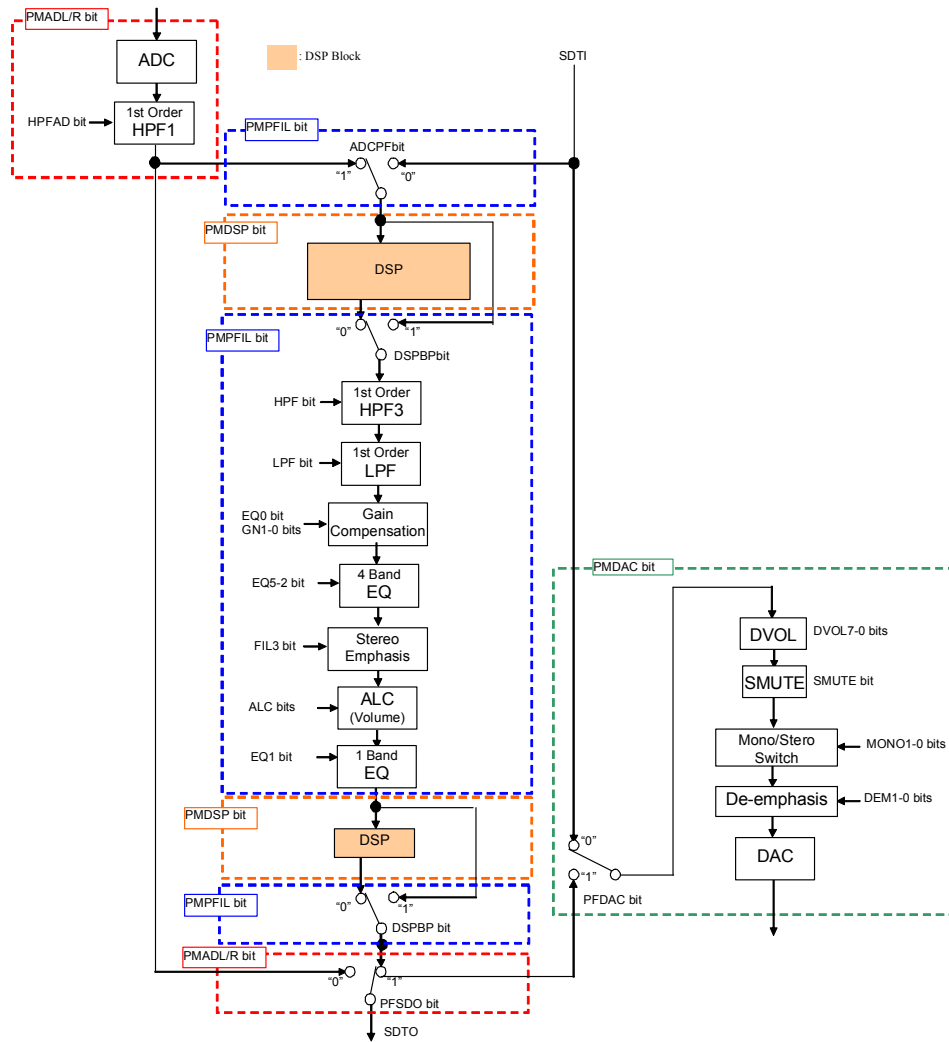 PMADL/R bit
ADC
: DSP Block
SDTI
HPFAD bit
1st Order
HPF1
PMPFIL bit
ADCPFbit
“1”
“0”
PMDSP bit
DSP
PMPFIL bit
“0”
“1”
DSPBPbit
HPF bit
1st Order
HPF3
LPF bit
1st Order
LPF
EQ0 bit
GN1-0 bits
Gain
Compensation
EQ5-2 bit
4 Band
EQ
FIL3 bit
Stereo
Emphasis
ALC bits
ALC
(Volume)
EQ1 bit
1 Band
EQ
PMDSP bit
DSP
PMPFIL bit
“0”
“1”
DSPBP bit
PMADL/R bit
“0”
“1”
PFSDO bit
SDTO
PMDAC bit
DVOL
DVOL7-0 bits
SMUTE
SMUTE bit
Mono/Stero
Switch
MONO1-0 bits
De-emphasis
DEM1-0 bits
DAC
“0”
“1”
PFDAC bit